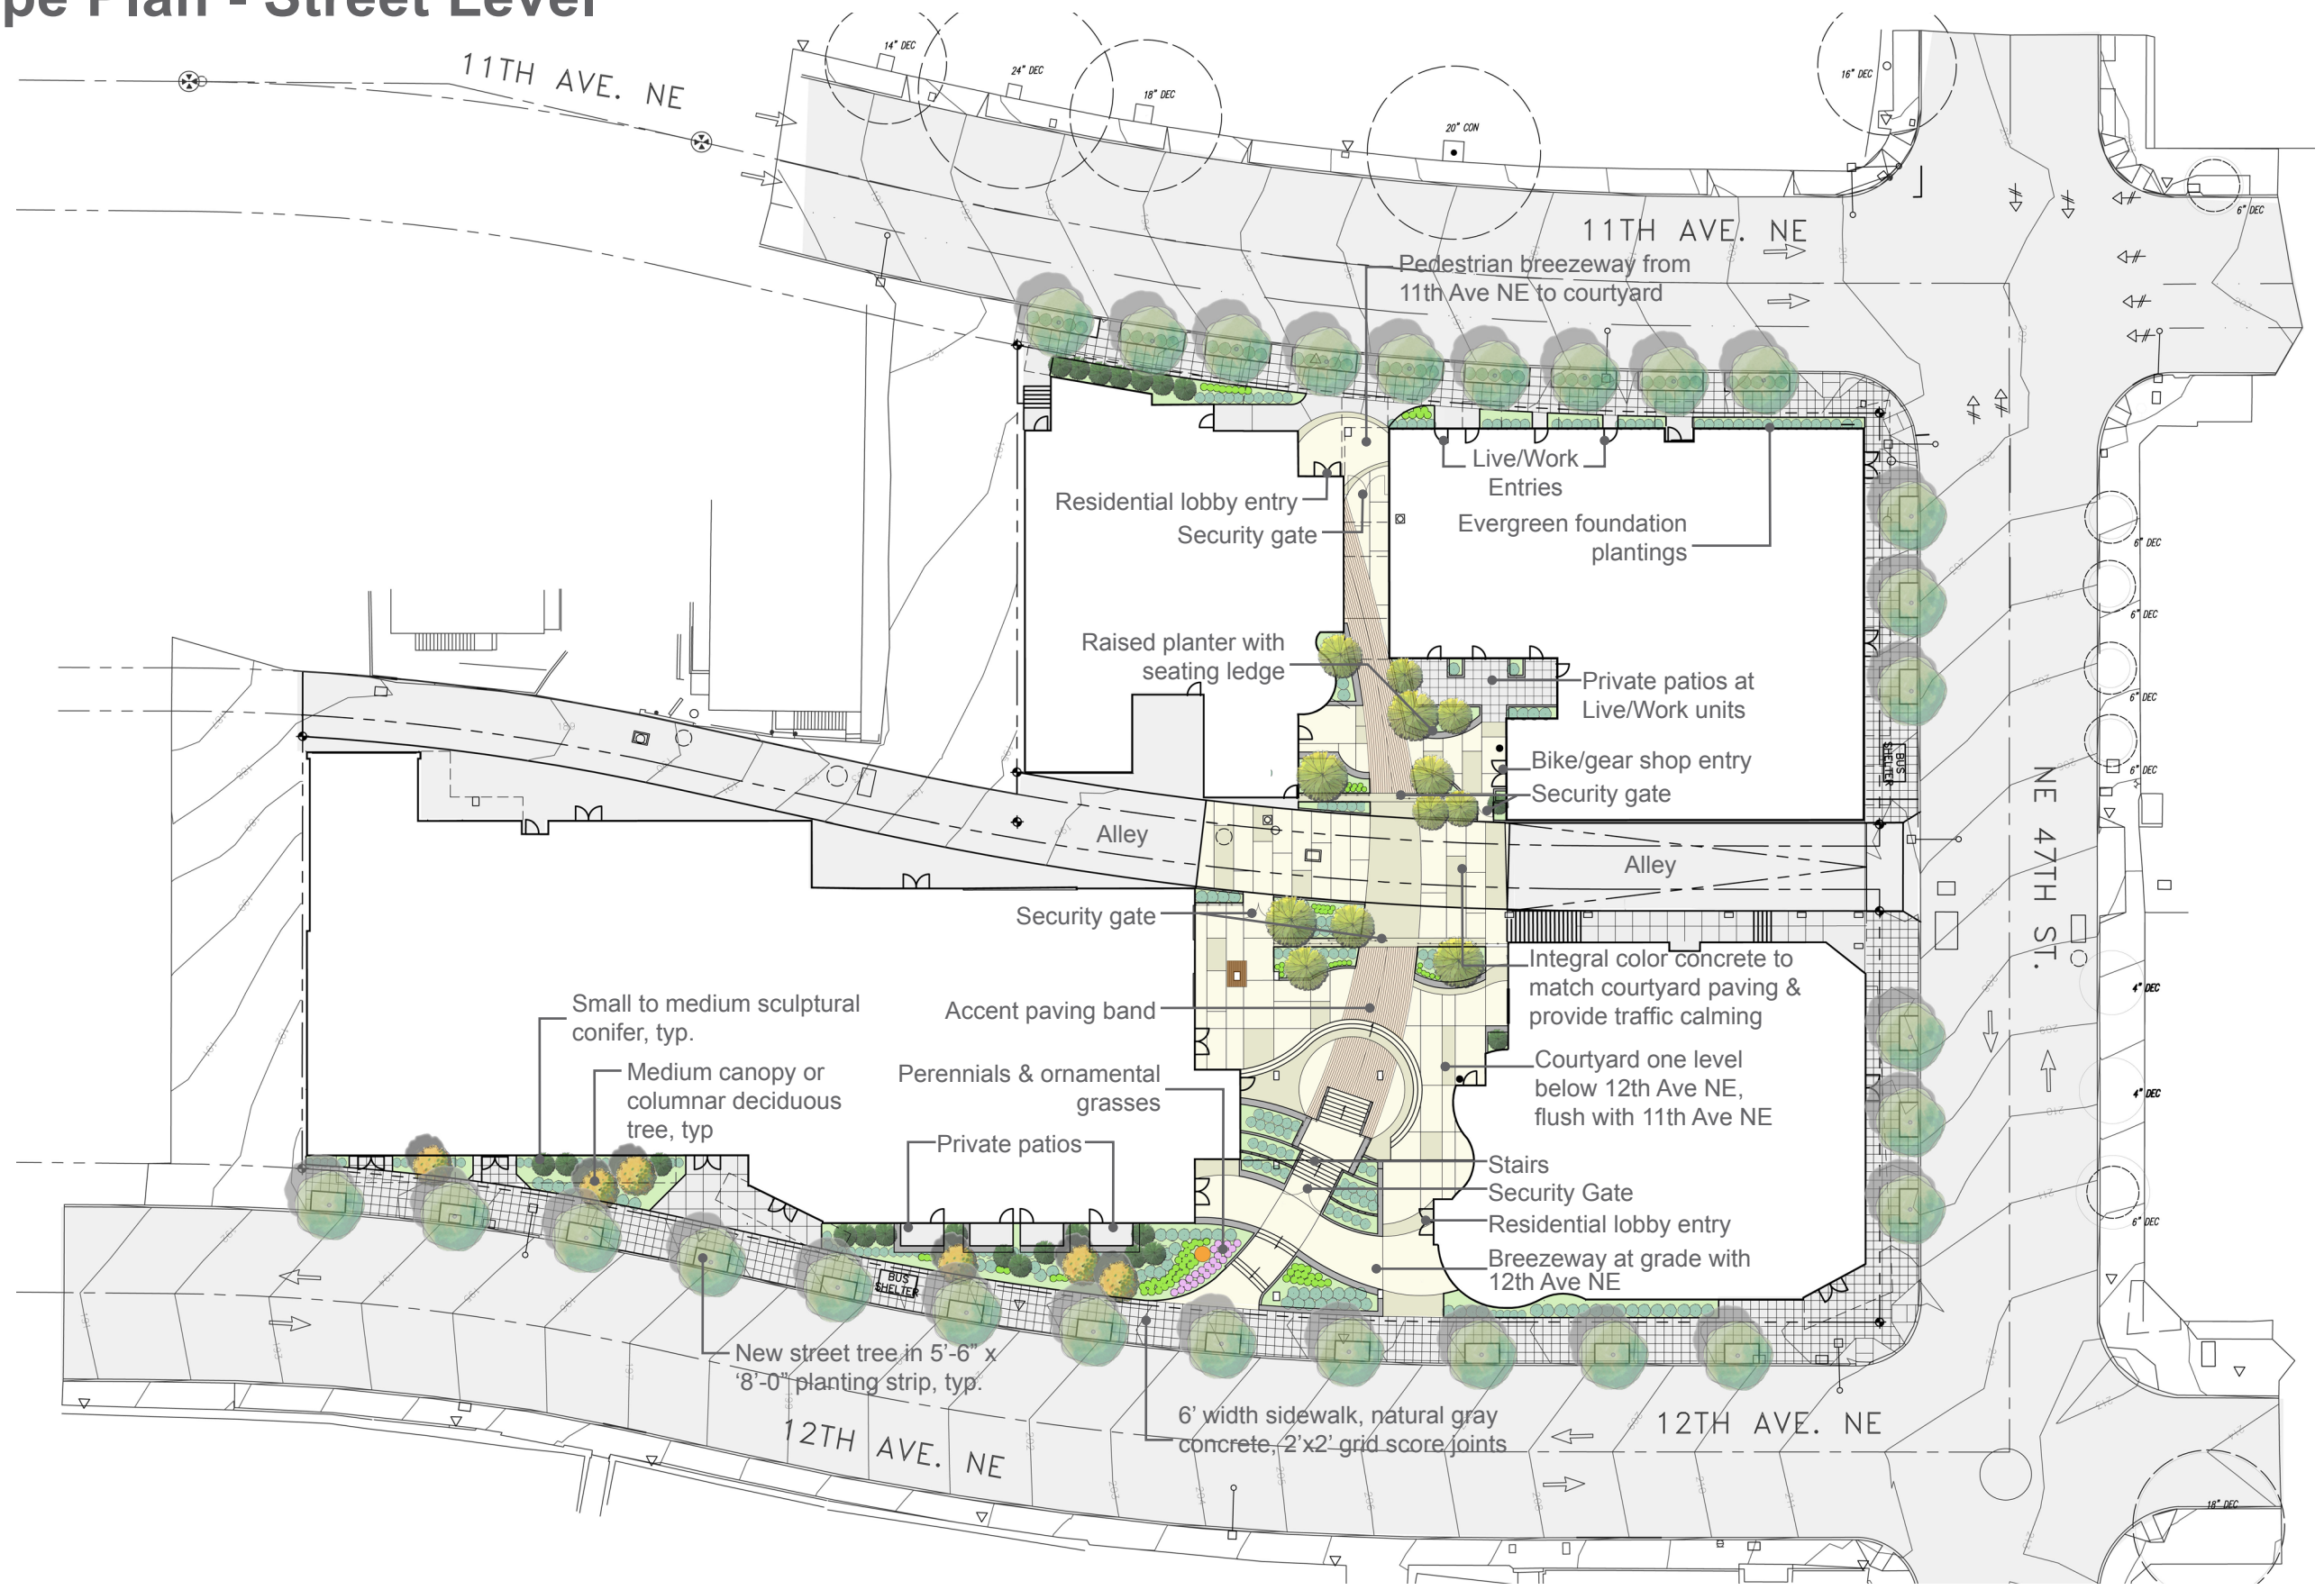 pe Plan - Street Level
11TH AVE. NE
14" DEC
24" DEC
18" DEC
20" CON
16" DEC
6" DEC
11TH AVE. NE
Pedestrian breezeway from
11th Ave NE to courtyard
Live/Work
Entries
Residential lobby entry
Security gate
Evergreen foundation
plantings
6" DEC
6" DEC
6" DEC
6" DEC
Raised planter with
seating ledge
Private patios at
Live/Work units
Bike/gear shop entry
Security gate
BUS
SHELTER
NE 47TH ST.
Alley
Alley
Security gate
Accent paving band
Integral color concrete to
match courtyard paving &
provide traffic calming
Small to medium sculptural
conifer, typ.
Medium canopy or
columnar deciduous
tree, typ
Perennials & ornamental
grasses
Private patios
Courtyard one level
below 12th Ave NE,
flush with 11th Ave NE
4" DEC
4" DEC
6" DEC
Stairs
Security Gate
Residential lobby entry
Breezeway at grade with
12th Ave NE
BUS
SHELTER
New street tree in 5'-6" x
'8'-0" planting strip, typ.
6' width sidewalk, natural gray
concrete, 2'x2' grid score joints
12TH AVE. NE
12TH AVE. NE
18" DEC